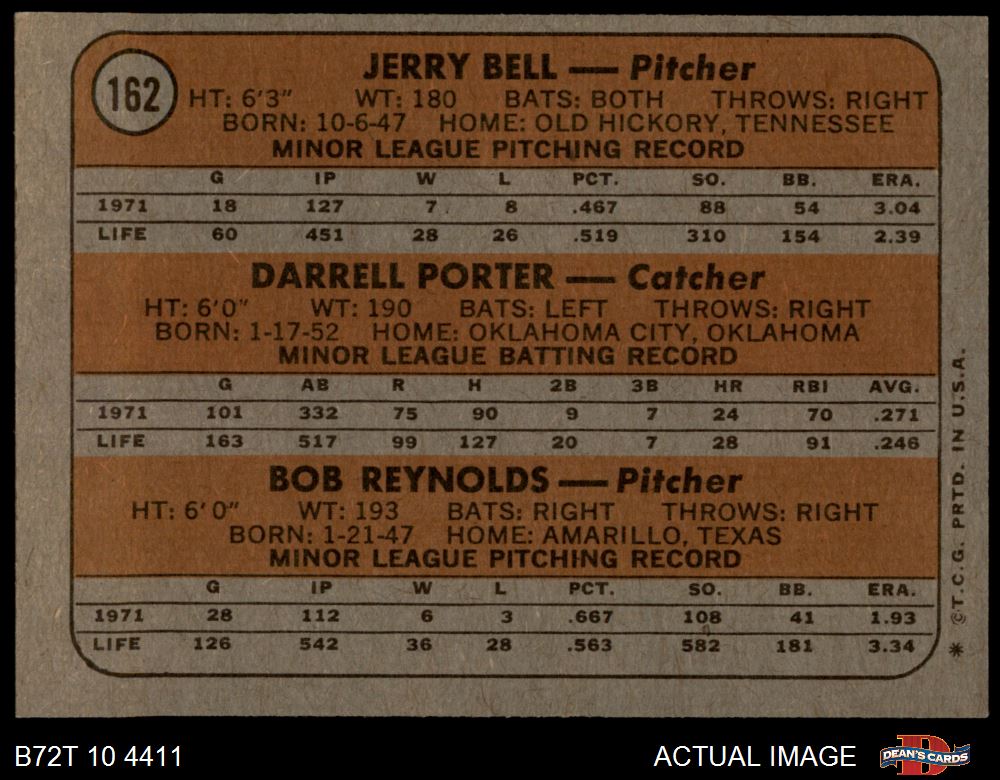 162
JERRY BELL — Pitcher
HT: 6'3" WT: 180 BATS: BOTH THROWS: RIGHT
BORN: 10-6-47 HOME: OLD HICKORY, TENNESSEE
MINOR LEAGUE PITCHING RECORD
G IP W L PCT. SO. BB. ERA.
1971 18 127 7 8 .467 88 54 3.04
LIFE 60 451 28 26 .519 310 154 2.39
DARRELL PORTER — Catcher
HT: 6'0" WT: 190 BATS: LEFT THROWS: RIGHT
BORN: 1-17-52 HOME: OKLAHOMA CITY, OKLAHOMA
MINOR LEAGUE BATTING RECORD
G AB R H 2B 3B HR RBI AVG.
1971 101 332 75 90 9 7 24 70 .271
LIFE 163 517 99 127 20 7 28 91 .246
BOB REYNOLDS — Pitcher
HT: 6'0" WT: 193 BATS: RIGHT THROWS: RIGHT
BORN: 1-21-47 HOME: AMARILLO, TEXAS
MINOR LEAGUE PITCHING RECORD
G IP W L PCT. SO. BB. ERA.
1971 28 112 6 3 .667 108 41 1.93
LIFE 126 542 36 28 .563 582 181 3.34
* ©T.C.G. PRTD. IN U.S.A.
B72T 10 4411
ACTUAL IMAGE
D
DEAN'S CARDS